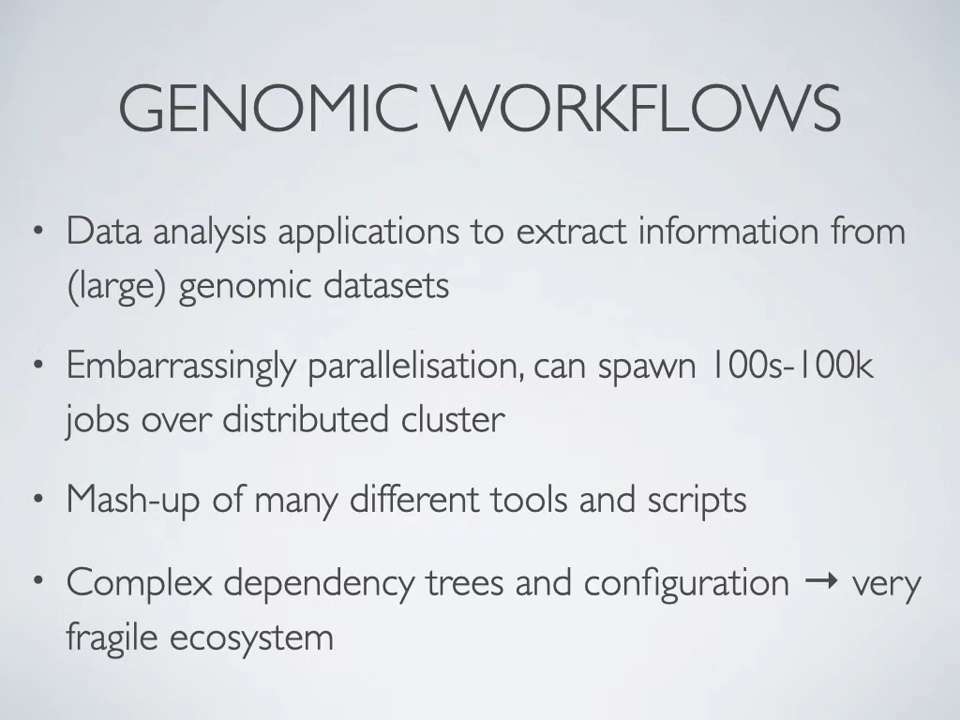 GENOMIC WORKFLOWS
• Data analysis applications to extract information from
(large) genomic datasets
• Embarrassingly parallelisation, can spawn 100s-100k
jobs over distributed cluster
• Mash-up of many different tools and scripts
• Complex dependency trees and configuration → very
fragile ecosystem